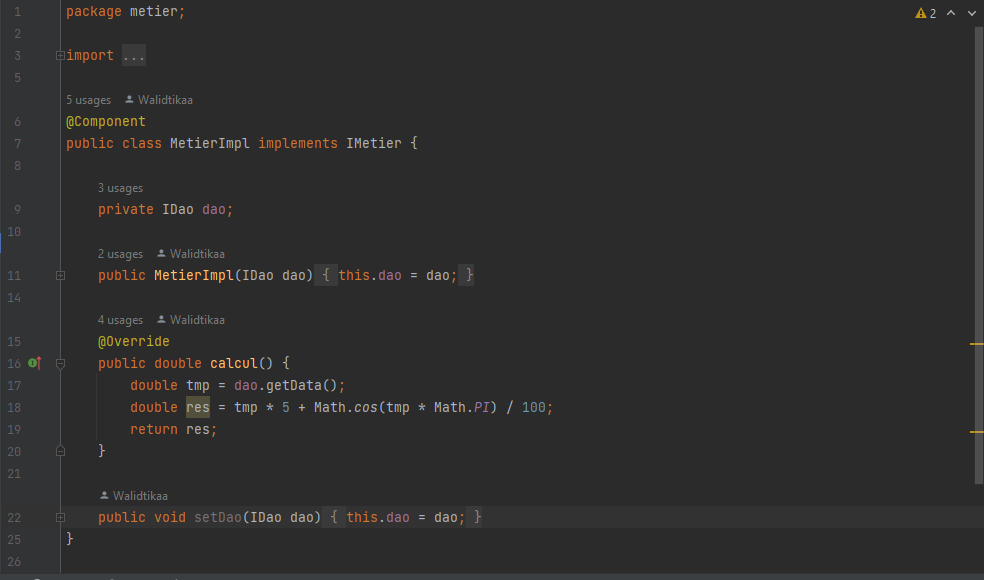 1 package metier;
2
3 import ...
5
5 usages Walidtikaa
6 @Component
7 public class MetierImpl implements IMetier {
8
3 usages
9 private IDao dao;
10
2 usages Walidtikaa
11 public MetierImpl(IDao dao) { this.dao = dao; }
14
4 usages Walidtikaa
15 @Override
16 public double calcul() {
17 double tmp = dao.getData();
18 double res = tmp * 5 + Math.cos(tmp * Math.PI) / 100;
19 return res;
20 }
21
Walidtikaa
22 public void setDao(IDao dao) { this.dao = dao; }
25 }
26
2